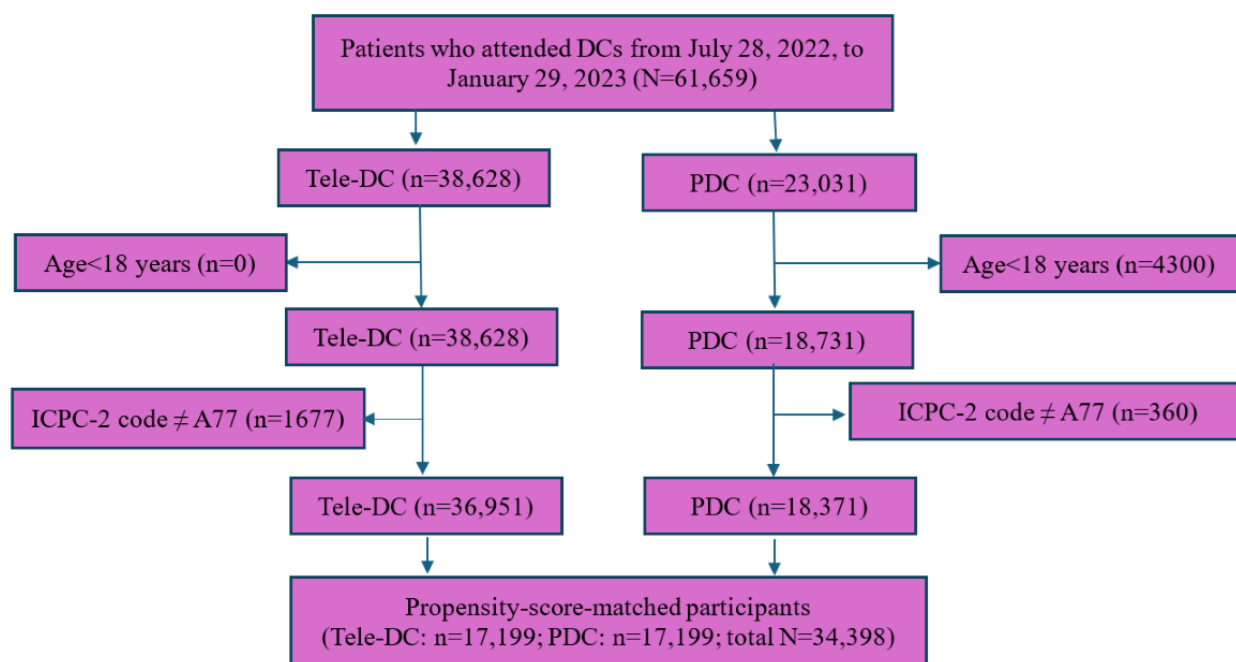 Patients who attended DCs from July 28, 2022, to
January 29, 2023 (N=61,659)
Tele-DC (n=38,628)
PDC (n=23,031)
Age<18 years (n=0)
Age<18 years (n=4300)
Tele-DC (n=38,628)
PDC (n=18,731)
ICPC-2 code ≠ A77 (n=1677)
ICPC-2 code ≠ A77 (n=360)
Tele-DC (n=36,951)
PDC (n=18,371)
Propensity-score-matched participants
(Tele-DC: n=17,199; PDC: n=17,199; total N=34,398)